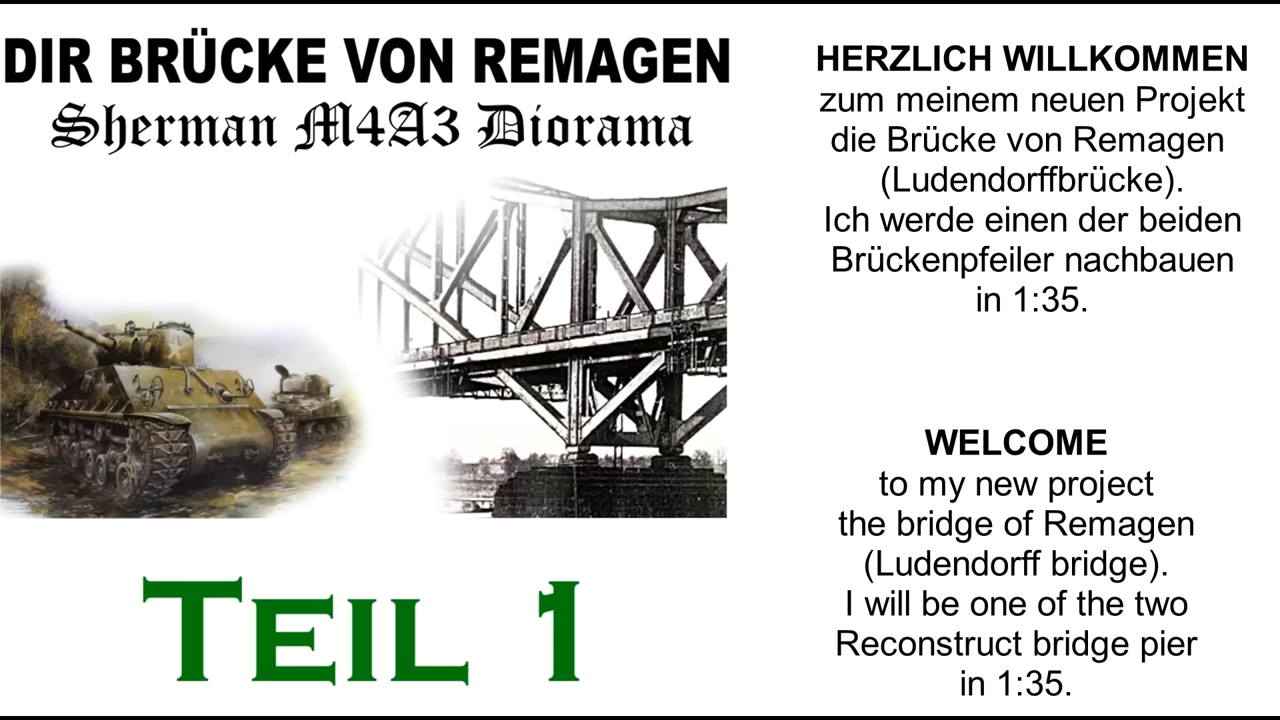 DIR BRÜCKE VON REMAGEN
Sherman M4A3 Diorama
TEIL 1
HERZLICH WILLKOMMEN
zum meinem neuen Projekt
die Brücke von Remagen
(Ludendorffbrücke).
Ich werde einen der beiden
Brückenpfeiler nachbauen
in 1:35.
WELCOME
to my new project
the bridge of Remagen
(Ludendorff bridge).
I will be one of the two
Reconstruct bridge pier
in 1:35.